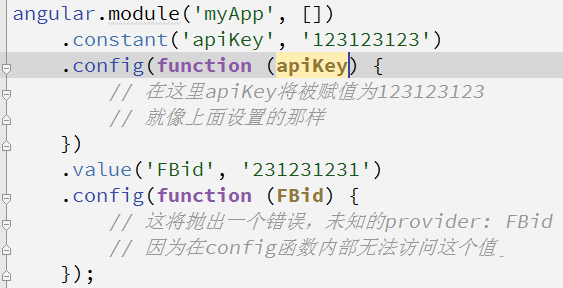 angular.module('myApp', [])
.constant('apiKey', '123123123')
.config(function (apiKey) {
// 在这里apiKey将被赋值为123123123
// 就像上面设置的那样
})
.value('FBid', '231231231')
.config(function (FBid) {
// 这将抛出一个错误，未知的provider: FBid
// 因为在config函数内部无法访问这个值
});